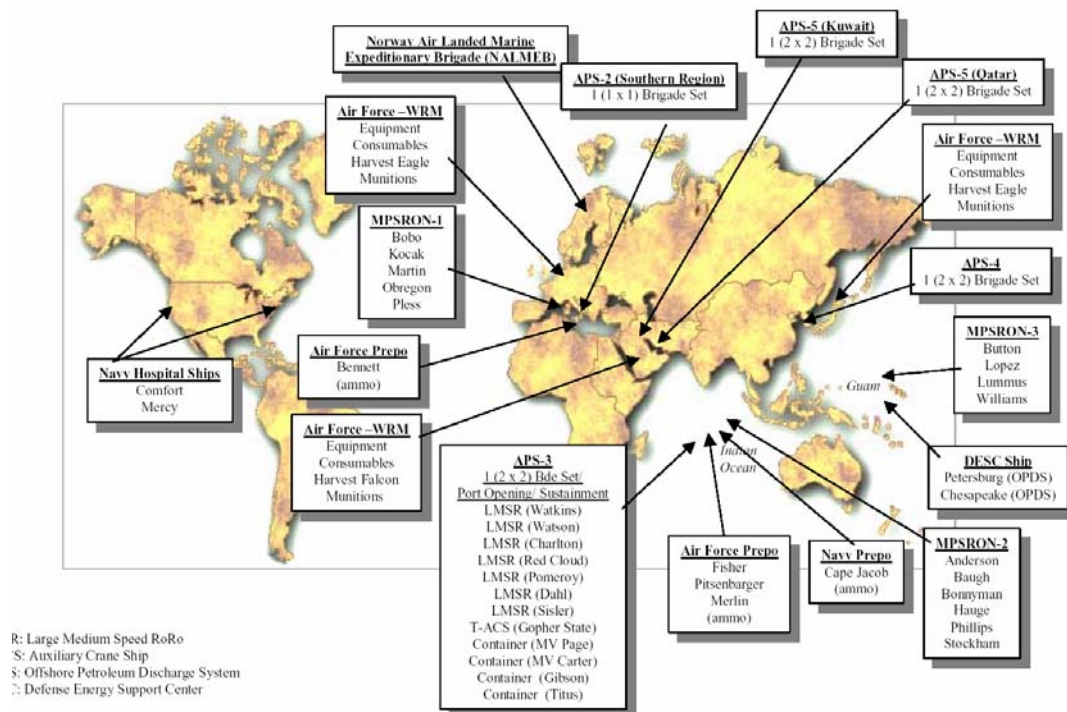 Norway Air Landed Marine
Expeditionary Brigade (NALMEB)
APS-5 (Kuwait)
1 (2 x 2) Brigade Set
APS-2 (Southern Region)
1 (1 x 1) Brigade Set
APS-5 (Qatar)
1 (2 x 2) Brigade Set
Air Force –WRM
Equipment
Consumables
Harvest Eagle
Munitions
Air Force –WRM
Equipment
Consumables
Harvest Eagle
Munitions
MPSRON-1
Bobo
Kocak
Martin
Obregon
Pless
APS-4
1 (2 x 2) Brigade Set
MPSRON-3
Button
Lopez
Lummus
Williams
Guam
Navy Hospital Ships
Comfort
Mercy
Air Force Prepo
Bennett
(ammo)
Air Force –WRM
Equipment
Consumables
Harvest Falcon
Munitions
APS-3
1 (2 x 2) Bde Set/
Port Opening/ Sustainment
LMSR (Watkins)
LMSR (Watson)
LMSR (Charlton)
LMSR (Red Cloud)
LMSR (Pomeroy)
LMSR (Dahl)
LMSR (Sisler)
T-ACS (Gopher State)
Container (MV Page)
Container (MV Carter)
Container (Gibson)
Container (Titus)
Indian
Ocean
DESC Ship
Petersburg (OPDS)
Chesapeake (OPDS)
Air Force Prepo
Fisher
Pitsenbarger
Merlin
(ammo)
Navy Prepo
Cape Jacob
(ammo)
MPSRON-2
Anderson
Baugh
Bonnyman
Hauge
Phillips
Stockham
R: Large Medium Speed RoRo
CS: Auxiliary Crane Ship
S: Offshore Petroleum Discharge System
C: Defense Energy Support Center